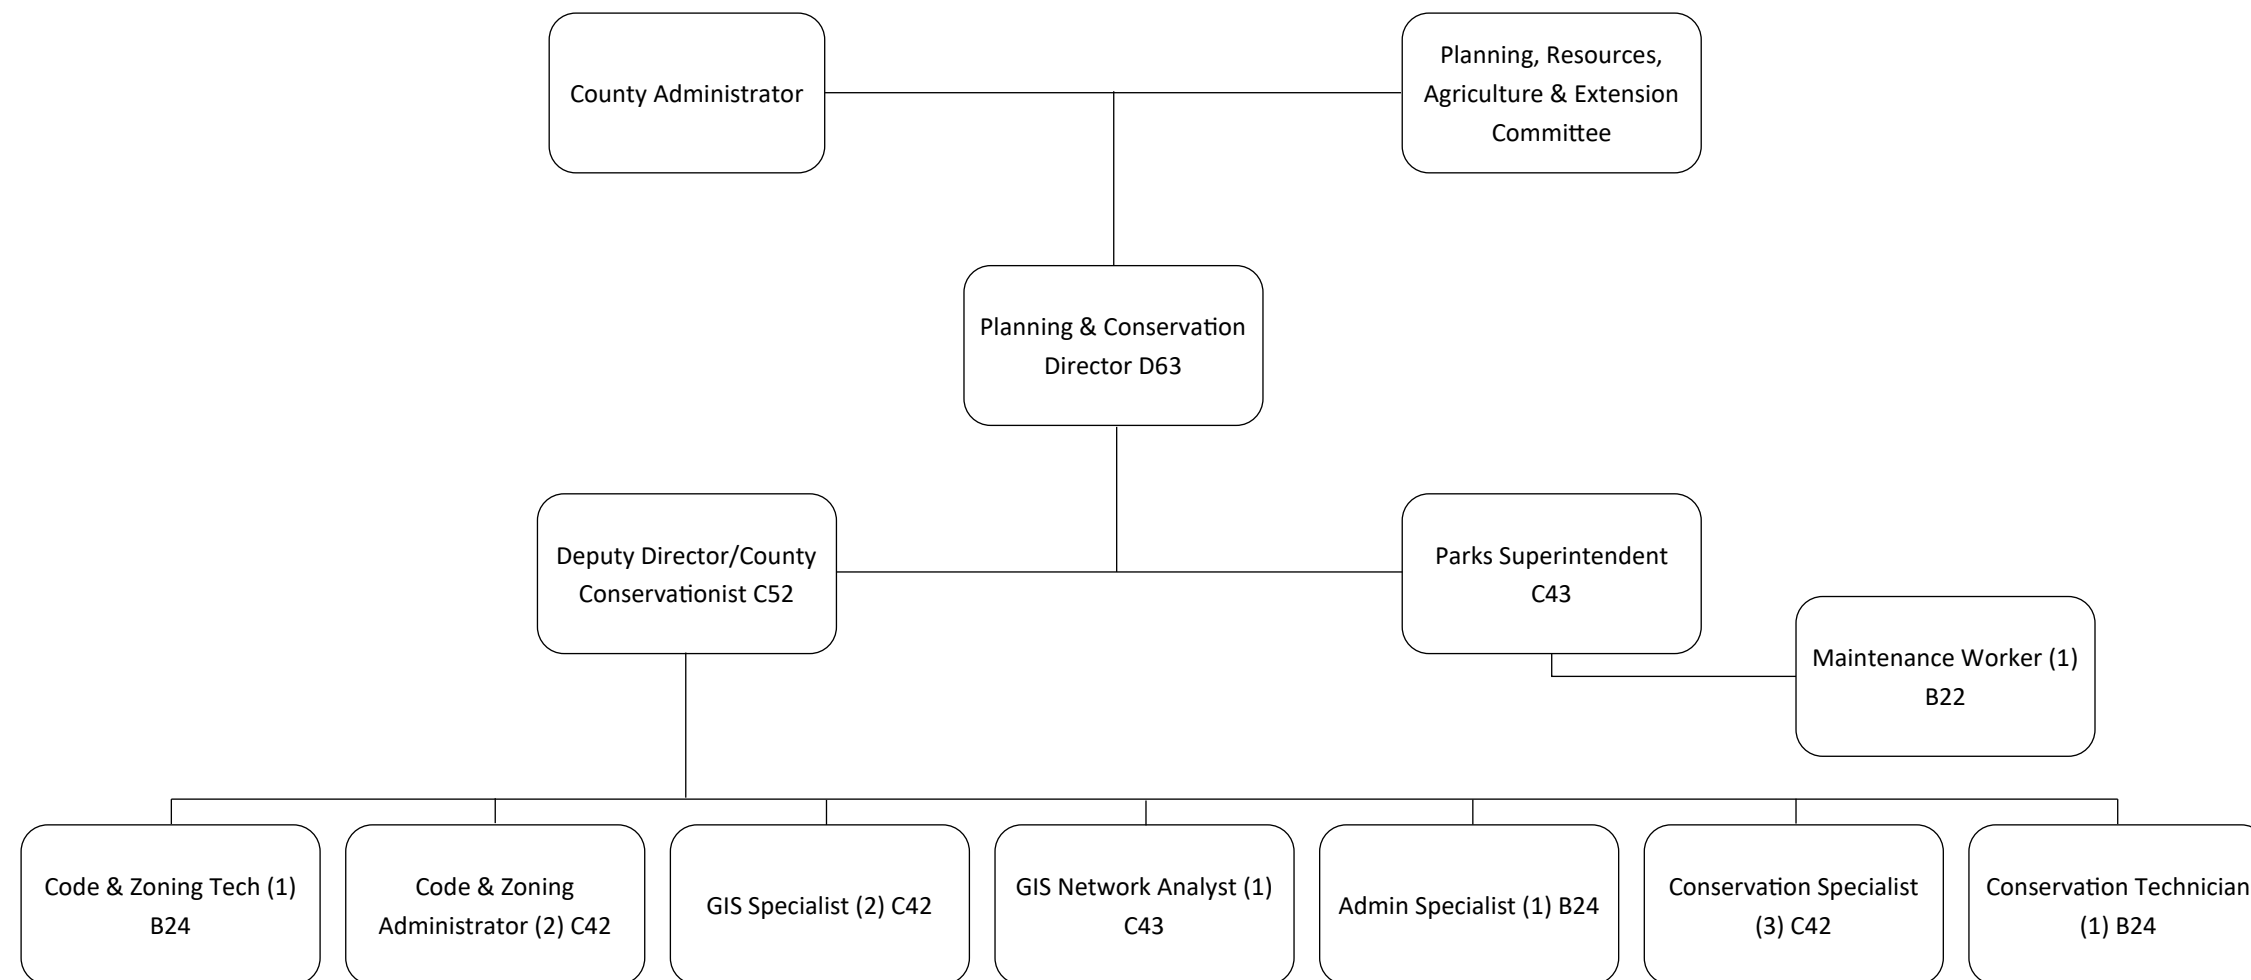 County Administrator
Planning, Resources,
Agriculture & Extension
Committee
Planning & Conservation
Director D63
Deputy Director/County
Conservationist C52
Parks Superintendent
C43
Maintenance Worker (1)
B22
Code & Zoning Tech (1)
B24
Code & Zoning
Administrator (2) C42
GIS Specialist (2) C42
GIS Network Analyst (1)
C43
Admin Specialist (1) B24
Conservation Specialist
(3) C42
Conservation Technician
(1) B24